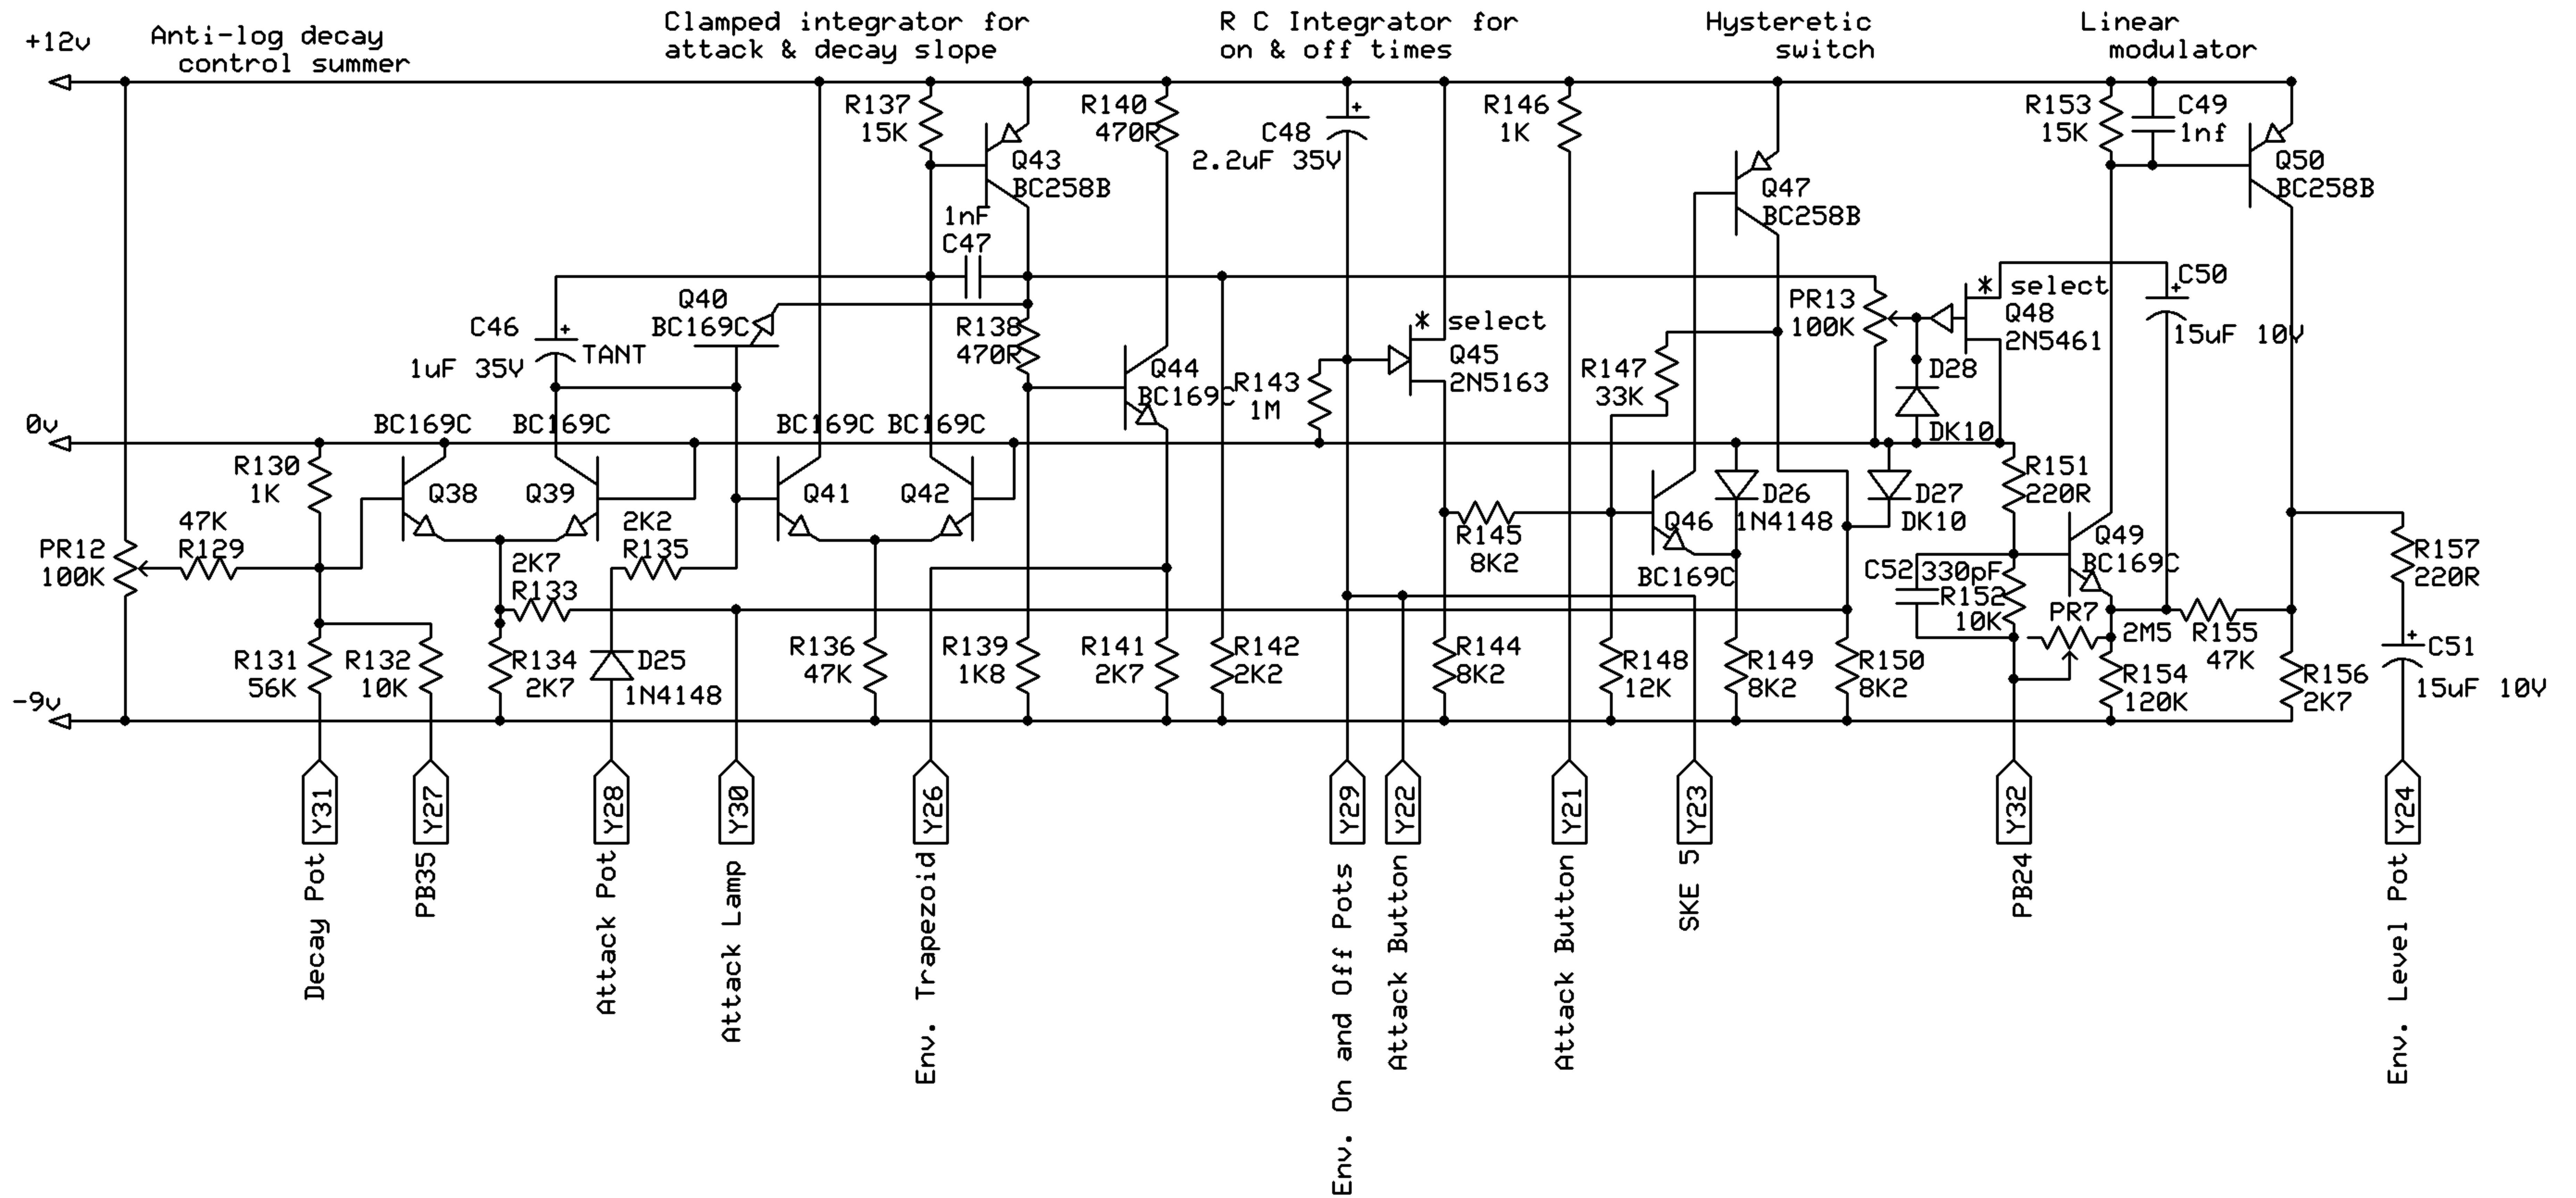 +12v
Anti-log decay
control summer
Clamped integrator for
attack & decay slope
R C Integrator for
on & off times
Hysteretic
switch
Linear
modulator
R137
15K
Q43
BC258B
1nF
C47
R140
470R
C48
2.2uF 35V
+
R146
1K
Q47
BC258B
R153
15K
C49
1nf
Q50
BC258B
Q40
BC169C
C46
+
1uF 35V
TANT
R138
470R
Q44
BC169C
R143
1M
* select
Q45
2N5163
R147
33K
PR13
100K
* select
Q48
2N5461
C50
+
15uF 10V
D28
DK10
0v
BC169C
BC169C
BC169C
BC169C
R130
1K
Q38
Q39
Q41
Q42
47K
R129
PR12
100K
2K2
R135
2K7
R133
R145
8K2
Q46
BC169C
D26
1N4148
D27
DK10
R151
220R
Q49
BC169C
C52
330pF
R152
10K
PR7
2M5
R155
47K
R157
220R
R131
56K
R132
10K
R134
2K7
D25
1N4148
R136
47K
R139
1K8
R141
2K7
R142
2K2
R144
8K2
R148
12K
R149
8K2
R150
8K2
R154
120K
R156
2K7
+
C51
15uF 10V
-9v
Y31
Y27
Y28
Y30
Y26
Y29
Y22
Y21
Y23
Y32
Y24
Decay Pot
PB35
Attack Pot
Attack Lamp
Env. Trapezoid
Env. On and Off Pots
Attack Button
Attack Button
SKE 5
PB24
Env. Level Pot